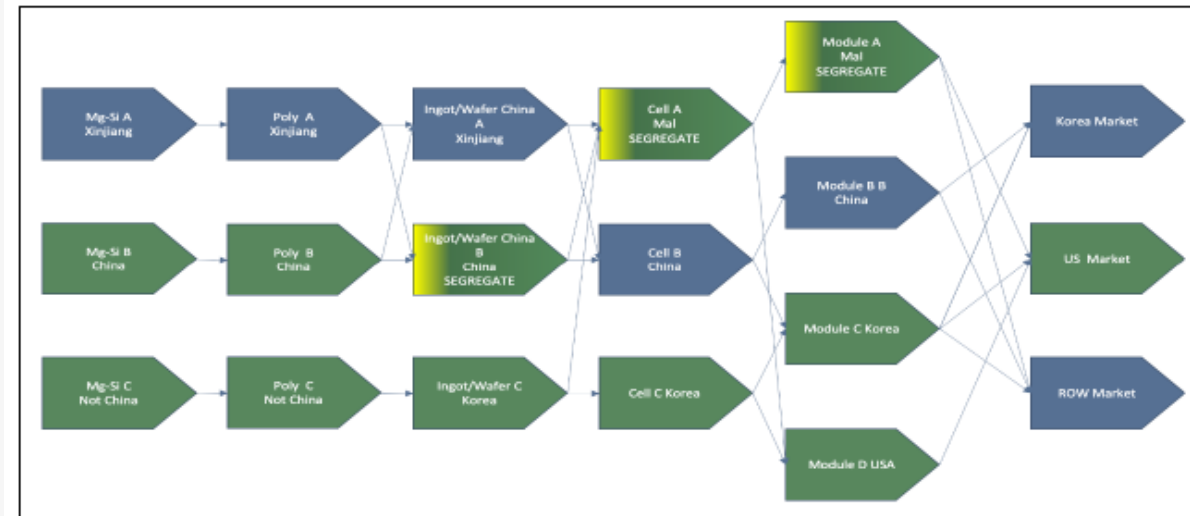 Mg-Si A
Xinjiang
Poly A
Xinjiang
Ingot/Wafer China
A
Xinjiang
Cell A
Mal
SEGREGATE
Module A
Mal
SEGREGATE
Korea Market
Mg-Si B
China
Poly B
China
Ingot/Wafer China
B
China
SEGREGATE
Cell B
China
Module B B
China
US Market
Mg-Si C
Not China
Poly C
Not China
Ingot/Wafer C
Korea
Cell C Korea
Module C Korea
ROW Market
Module D USA